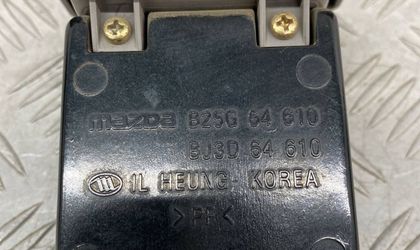 mazda B25G 64 610
BJ3D 64 610
IL HEUNG KOREA
>PP<